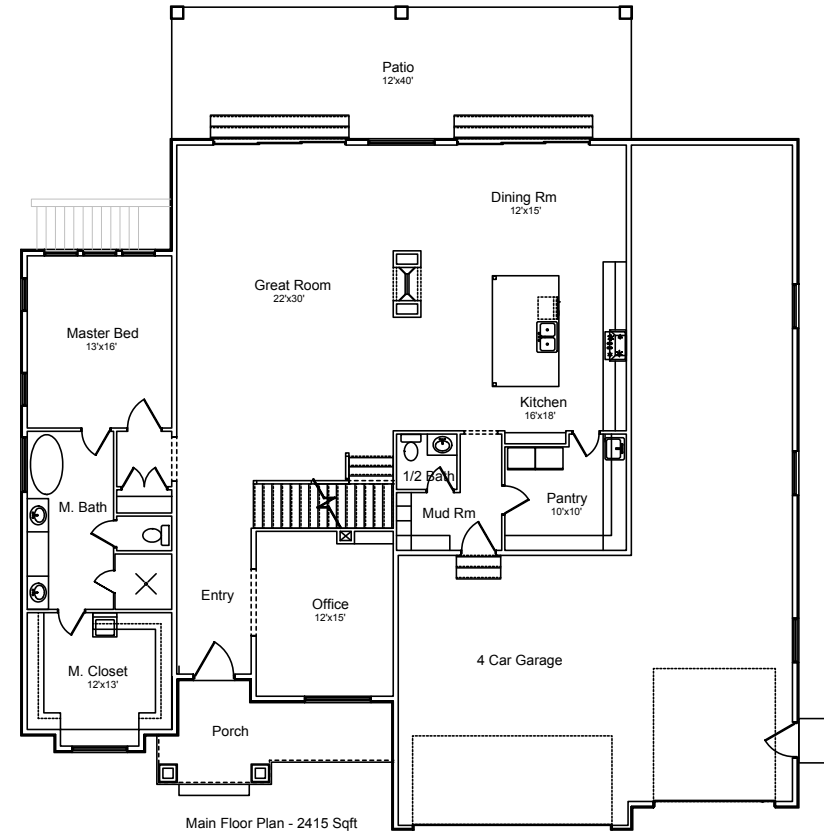 Patio
12'x40'
Dining Rm
12'x15'
Great Room
22'x30'
Master Bed
13'x16'
Kitchen
16'x18'
1/2 Bath
M. Bath
Mud Rm
Pantry
10'x10'
Entry
Office
12'x15'
4 Car Garage
M. Closet
12'x13'
Porch
Main Floor Plan - 2415 Sqft